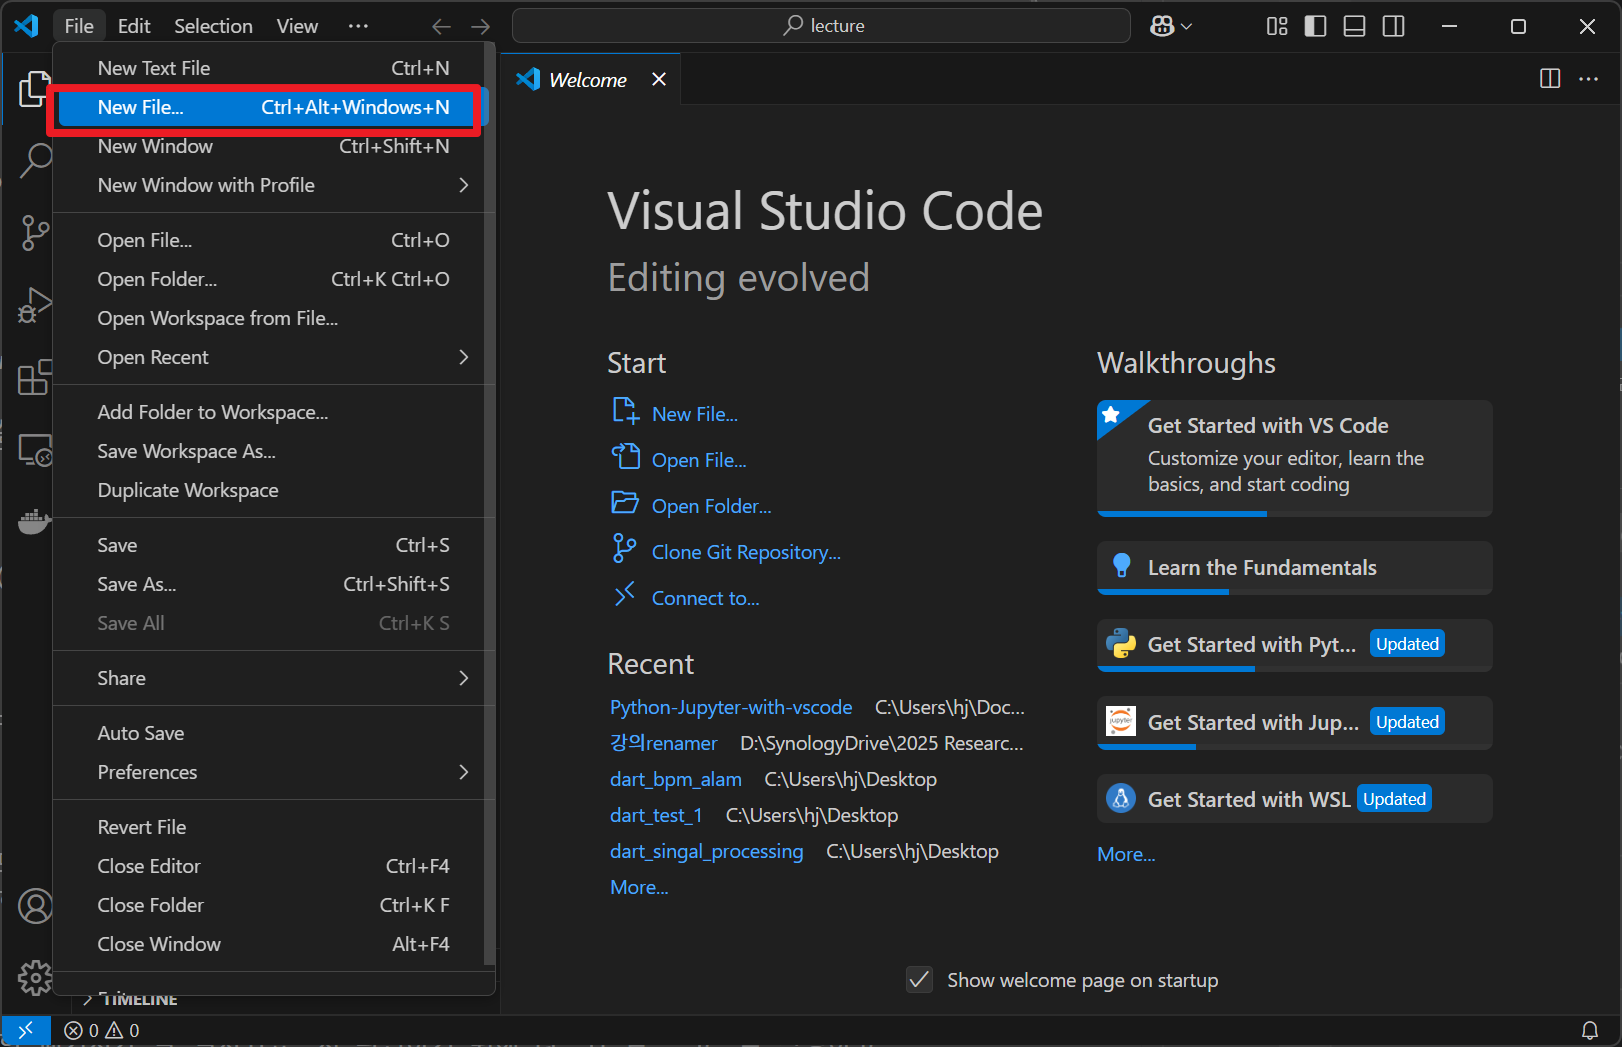 File Edit Selection View ··· lecture
New Text File Ctrl+N
New File... Ctrl+Alt+Windows+N
New Window Ctrl+Shift+N
New Window with Profile
Open File... Ctrl+O
Open Folder... Ctrl+K Ctrl+O
Open Workspace from File...
Open Recent
Add Folder to Workspace...
Save Workspace As...
Duplicate Workspace
Save Ctrl+S
Save As... Ctrl+Shift+S
Save All Ctrl+K S
Share
Auto Save
Preferences
Revert File
Close Editor Ctrl+F4
Close Folder Ctrl+K F
Close Window Alt+F4
TIMELINE
Welcome
Visual Studio Code
Editing evolved
Start
New File...
Open File...
Open Folder...
Clone Git Repository...
Connect to...
Recent
Python-Jupyter-with-vscode C:\Users\hj\Doc...
강의renamer D:\SynologyDrive\2025 Researc...
dart_bpm_alam C:\Users\hj\Desktop
dart_test_1 C:\Users\hj\Desktop
dart_singal_processing C:\Users\hj\Desktop
More...
Walkthroughs
Get Started with VS Code
Customize your editor, learn the
basics, and start coding
Learn the Fundamentals
Get Started with Pyt... Updated
jupyter
Get Started with Jup... Updated
Get Started with WSL Updated
More...
Show welcome page on startup
0 0